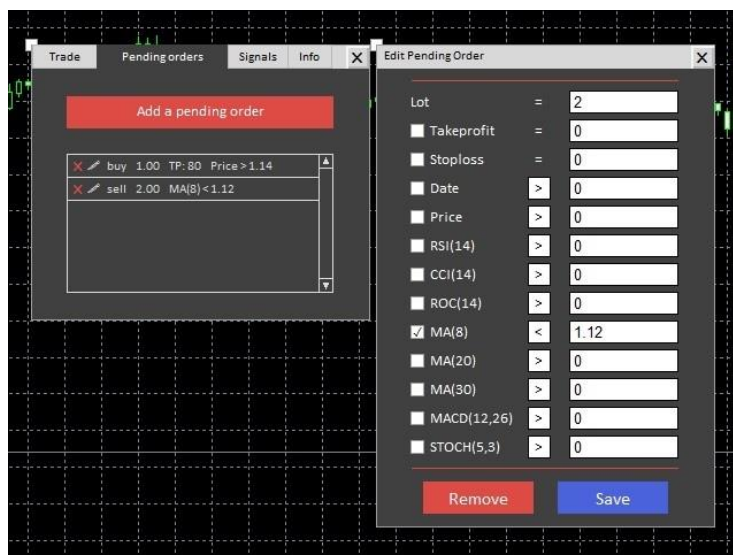 Trade Pending orders Signals Info X
Add a pending order
buy 1.00 TP: 80 Price > 1.14
sell 2.00 MA(8) < 1.12
Edit Pending Order X
Lot = 2
Takeprofit = 0
Stoploss = 0
Date > 0
Price > 0
RSI(14) > 0
CCI(14) > 0
ROC(14) > 0
MA(8) < 1.12
MA(20) > 0
MA(30) > 0
MACD(12,26) > 0
STOCH(5,3) > 0
Remove Save